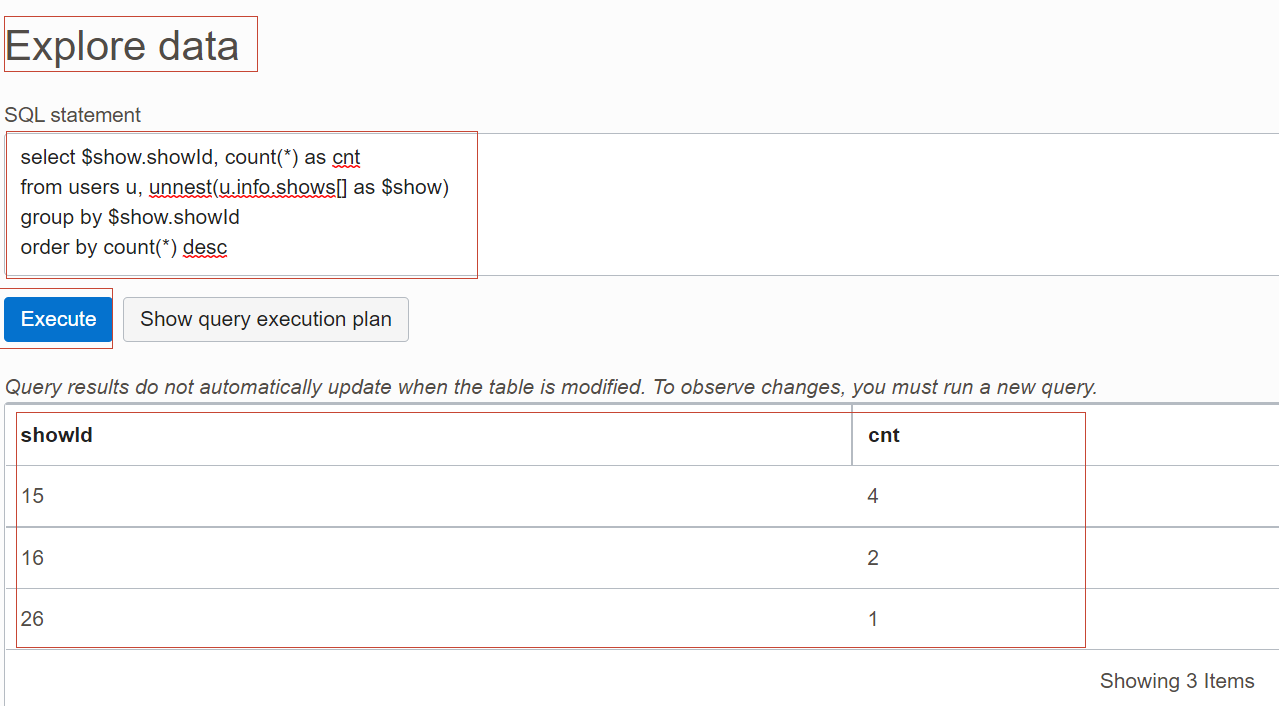 Explore data
SQL statement
select $show.showId, count(*) as cnt
from users u, unnest(u.info.shows[] as $show)
group by $show.showId
order by count(*) desc
Execute
Show query execution plan
Query results do not automatically update when the table is modified. To observe changes, you must run a new query.
showId cnt
15 4
16 2
26 1
Showing 3 Items